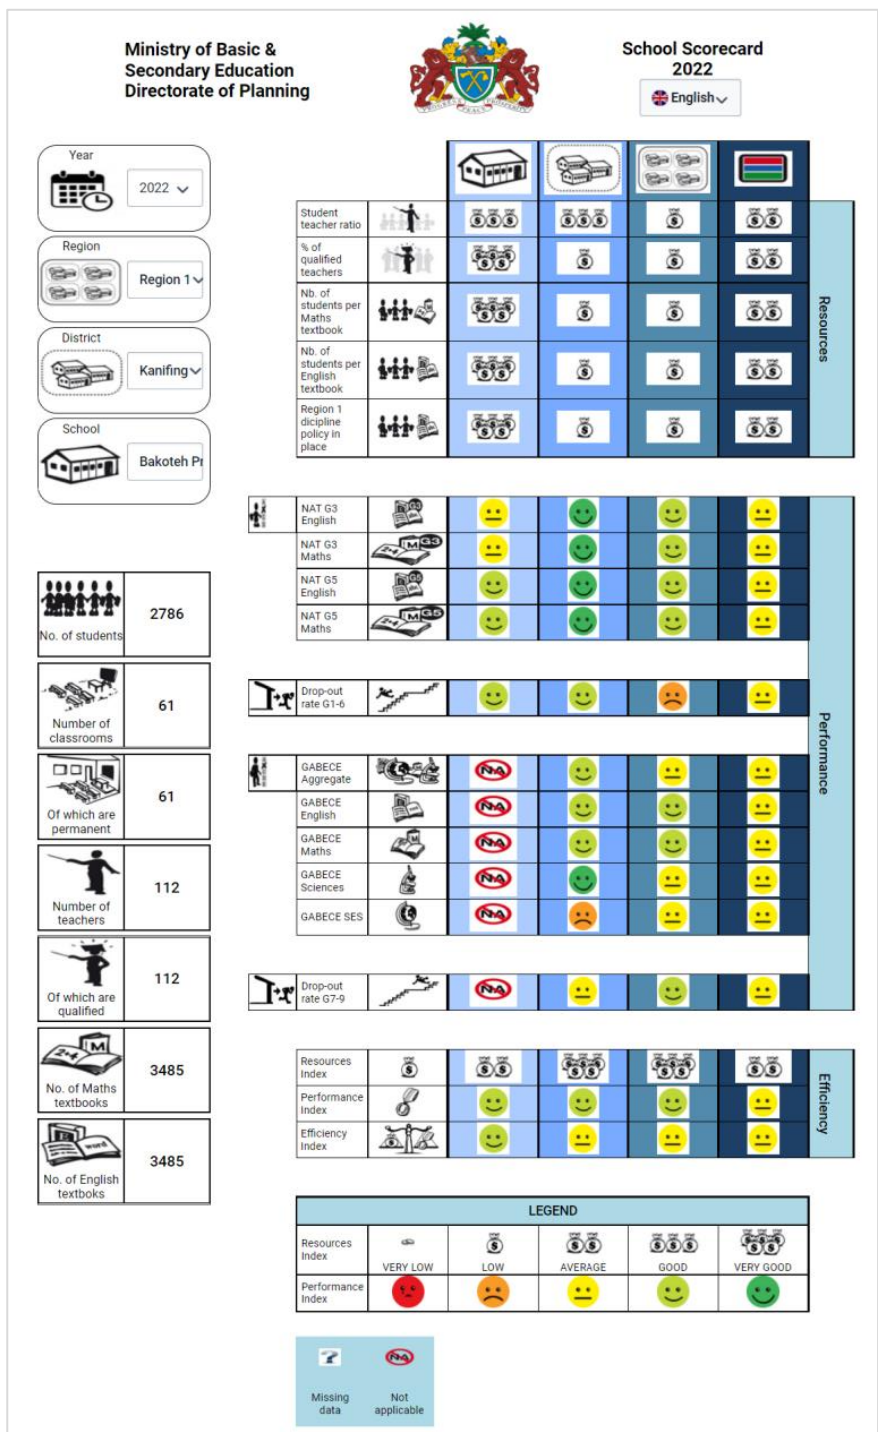 Ministry of Basic &
Secondary Education
Directorate of Planning
School Scorecard
2022
English
Year
2022
Region
Region 1
District
Kanifing
School
Bakoteh Pr
No. of students
2786
Number of
classrooms
61
Of which are
permanent
61
Number of
teachers
112
Of which are
qualified
112
No. of Maths
textbooks
3485
No. of English
textboks
3485
Student
teacher ratio
% of
qualified
teachers
Nb. of
students per
Maths
textbook
Nb. of
students per
English
textbook
Region 1
dicipline
policy in
place
Resources
NAT G3
English
NAT G3
Maths
NAT G5
English
NAT G5
Maths
Drop-out
rate G1-6
GABECE
Aggregate
GABECE
English
GABECE
Maths
GABECE
Sciences
GABECE SES
Drop-out
rate G7-9
Performance
Resources
Index
Performance
Index
Efficiency
Index
Efficiency
LEGEND
Resources
Index
VERY LOW
LOW
AVERAGE
GOOD
VERY GOOD
Performance
Index
Missing
data
NA
Not
applicable